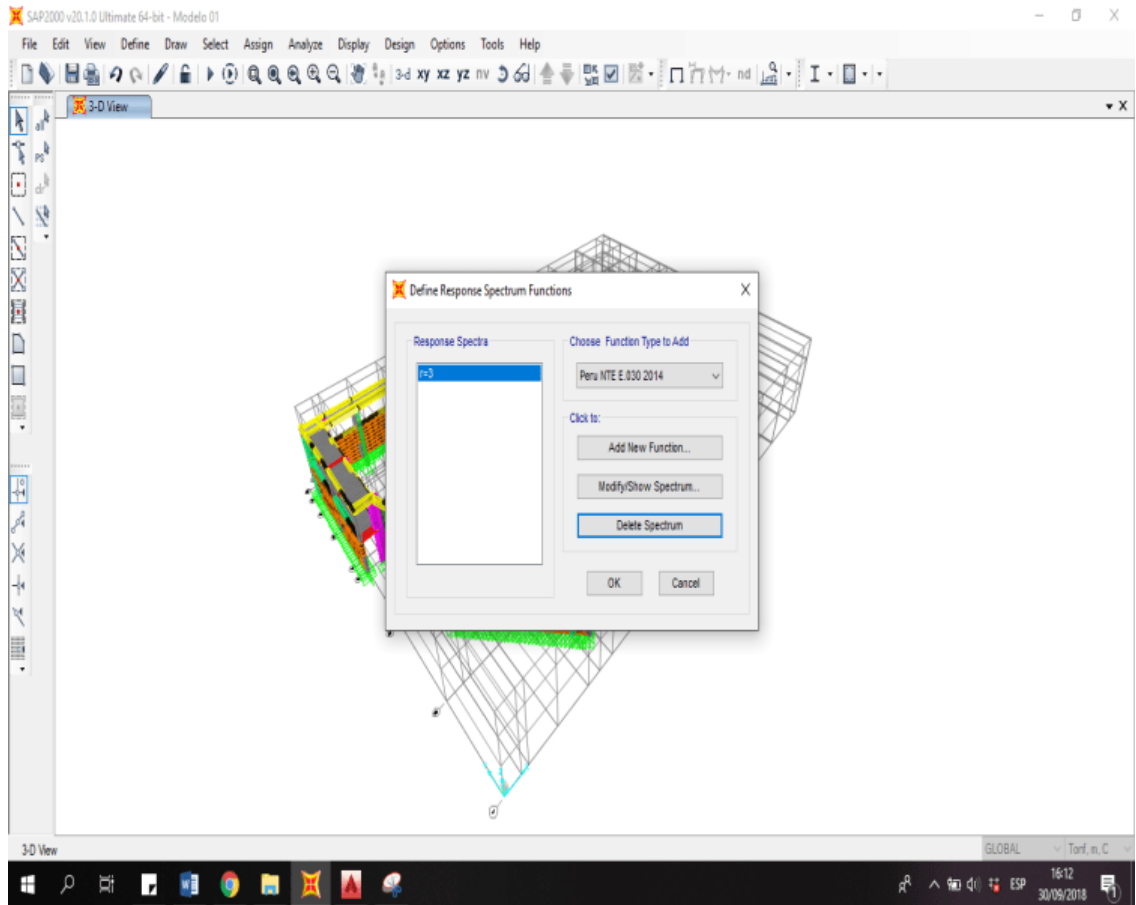 SAP2000 v20.1.0 Ultimate 64-bit - Modelo 01
File Edit View Define Draw Select Assign Analyze Display Design Options Tools Help
3-d xy xz yz nv
nd
3-D View
all
PS
clr
Define Response Spectrum Functions
Response Spectra
r=3
Choose Function Type to Add
Peru NTE E.030 2014
Click to:
Add New Function...
Modify/Show Spectrum...
Delete Spectrum
OK Cancel
3-D View
GLOBAL
Tonf, m, C
ESP
16:12
30/09/2018